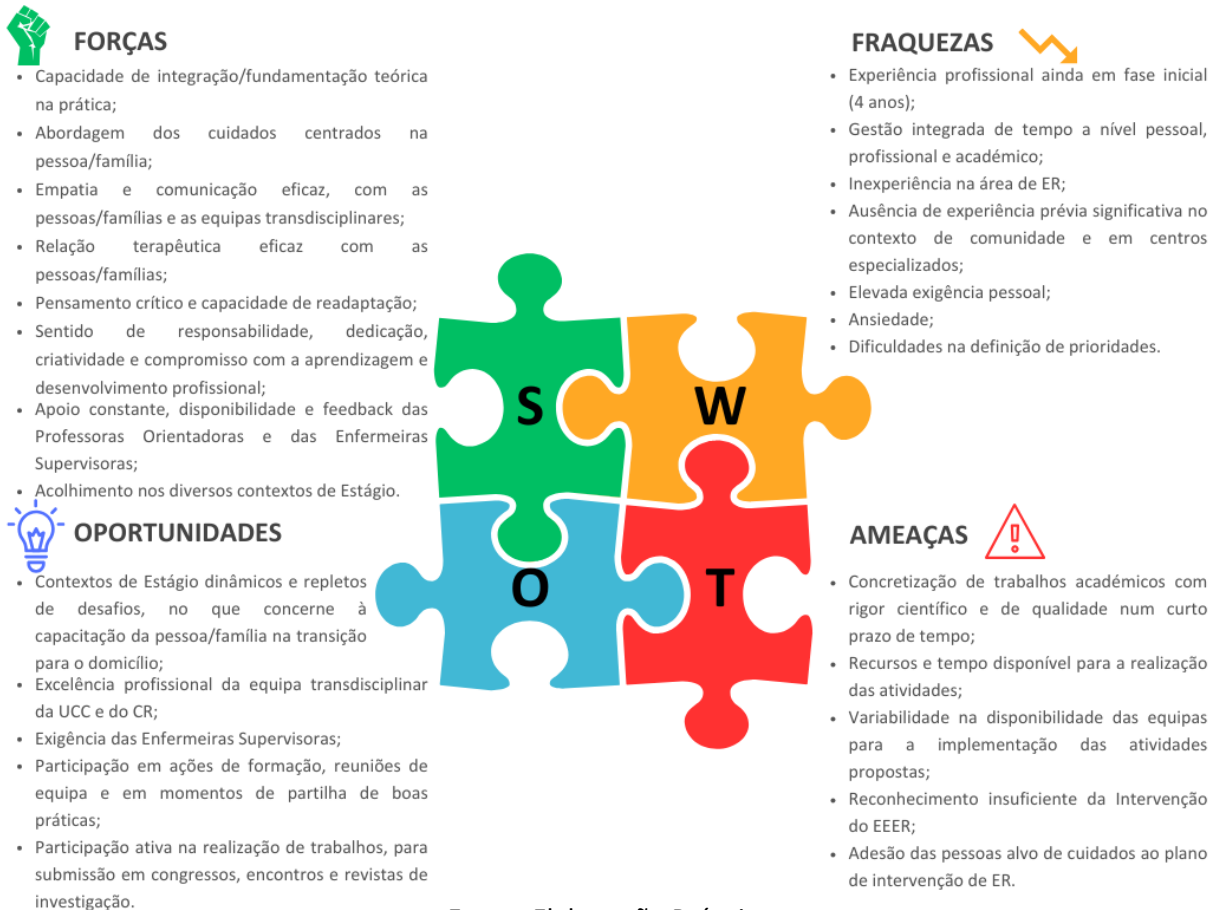 FORÇAS
• Capacidade de integração/fundamentação teórica
na prática;
• Abordagem dos cuidados centrados na
pessoa/família;
• Empatia e comunicação eficaz, com as
pessoas/famílias e as equipas transdisciplinares;
• Relação terapêutica eficaz com as
pessoas/famílias;
• Pensamento crítico e capacidade de readaptação;
• Sentido de responsabilidade, dedicação,
criatividade e compromisso com a aprendizagem e
desenvolvimento profissional;
• Apoio constante, disponibilidade e feedback das
Professoras Orientadoras e das Enfermeiras
Supervisoras;
• Acolhimento nos diversos contextos de Estágio.
FRAQUEZAS
• Experiência profissional ainda em fase inicial
(4 anos);
• Gestão integrada de tempo a nível pessoal,
profissional e académico;
• Inexperiência na área de ER;
• Ausência de experiência prévia significativa no
contexto de comunidade e em centros
especializados;
• Elevada exigência pessoal;
• Ansiedade;
• Dificuldades na definição de prioridades.
S
W
O
T
OPORTUNIDADES
• Contextos de Estágio dinâmicos e repletos
de desafios, no que concerne à
capacitação da pessoa/família na transição
para o domicílio;
• Excelência profissional da equipa transdisciplinar
da UCC e do CR;
• Exigência das Enfermeiras Supervisoras;
• Participação em ações de formação, reuniões de
equipa e em momentos de partilha de boas
práticas;
• Participação ativa na realização de trabalhos, para
submissão em congressos, encontros e revistas de
investigação.
AMEAÇAS
• Concretização de trabalhos académicos com
rigor científico e de qualidade num curto
prazo de tempo;
• Recursos e tempo disponível para a realização
das atividades;
• Variabilidade na disponibilidade das equipas
para a implementação das atividades
propostas;
• Reconhecimento insuficiente da Intervenção
do EEER;
• Adesão das pessoas alvo de cuidados ao plano
de intervenção de ER.